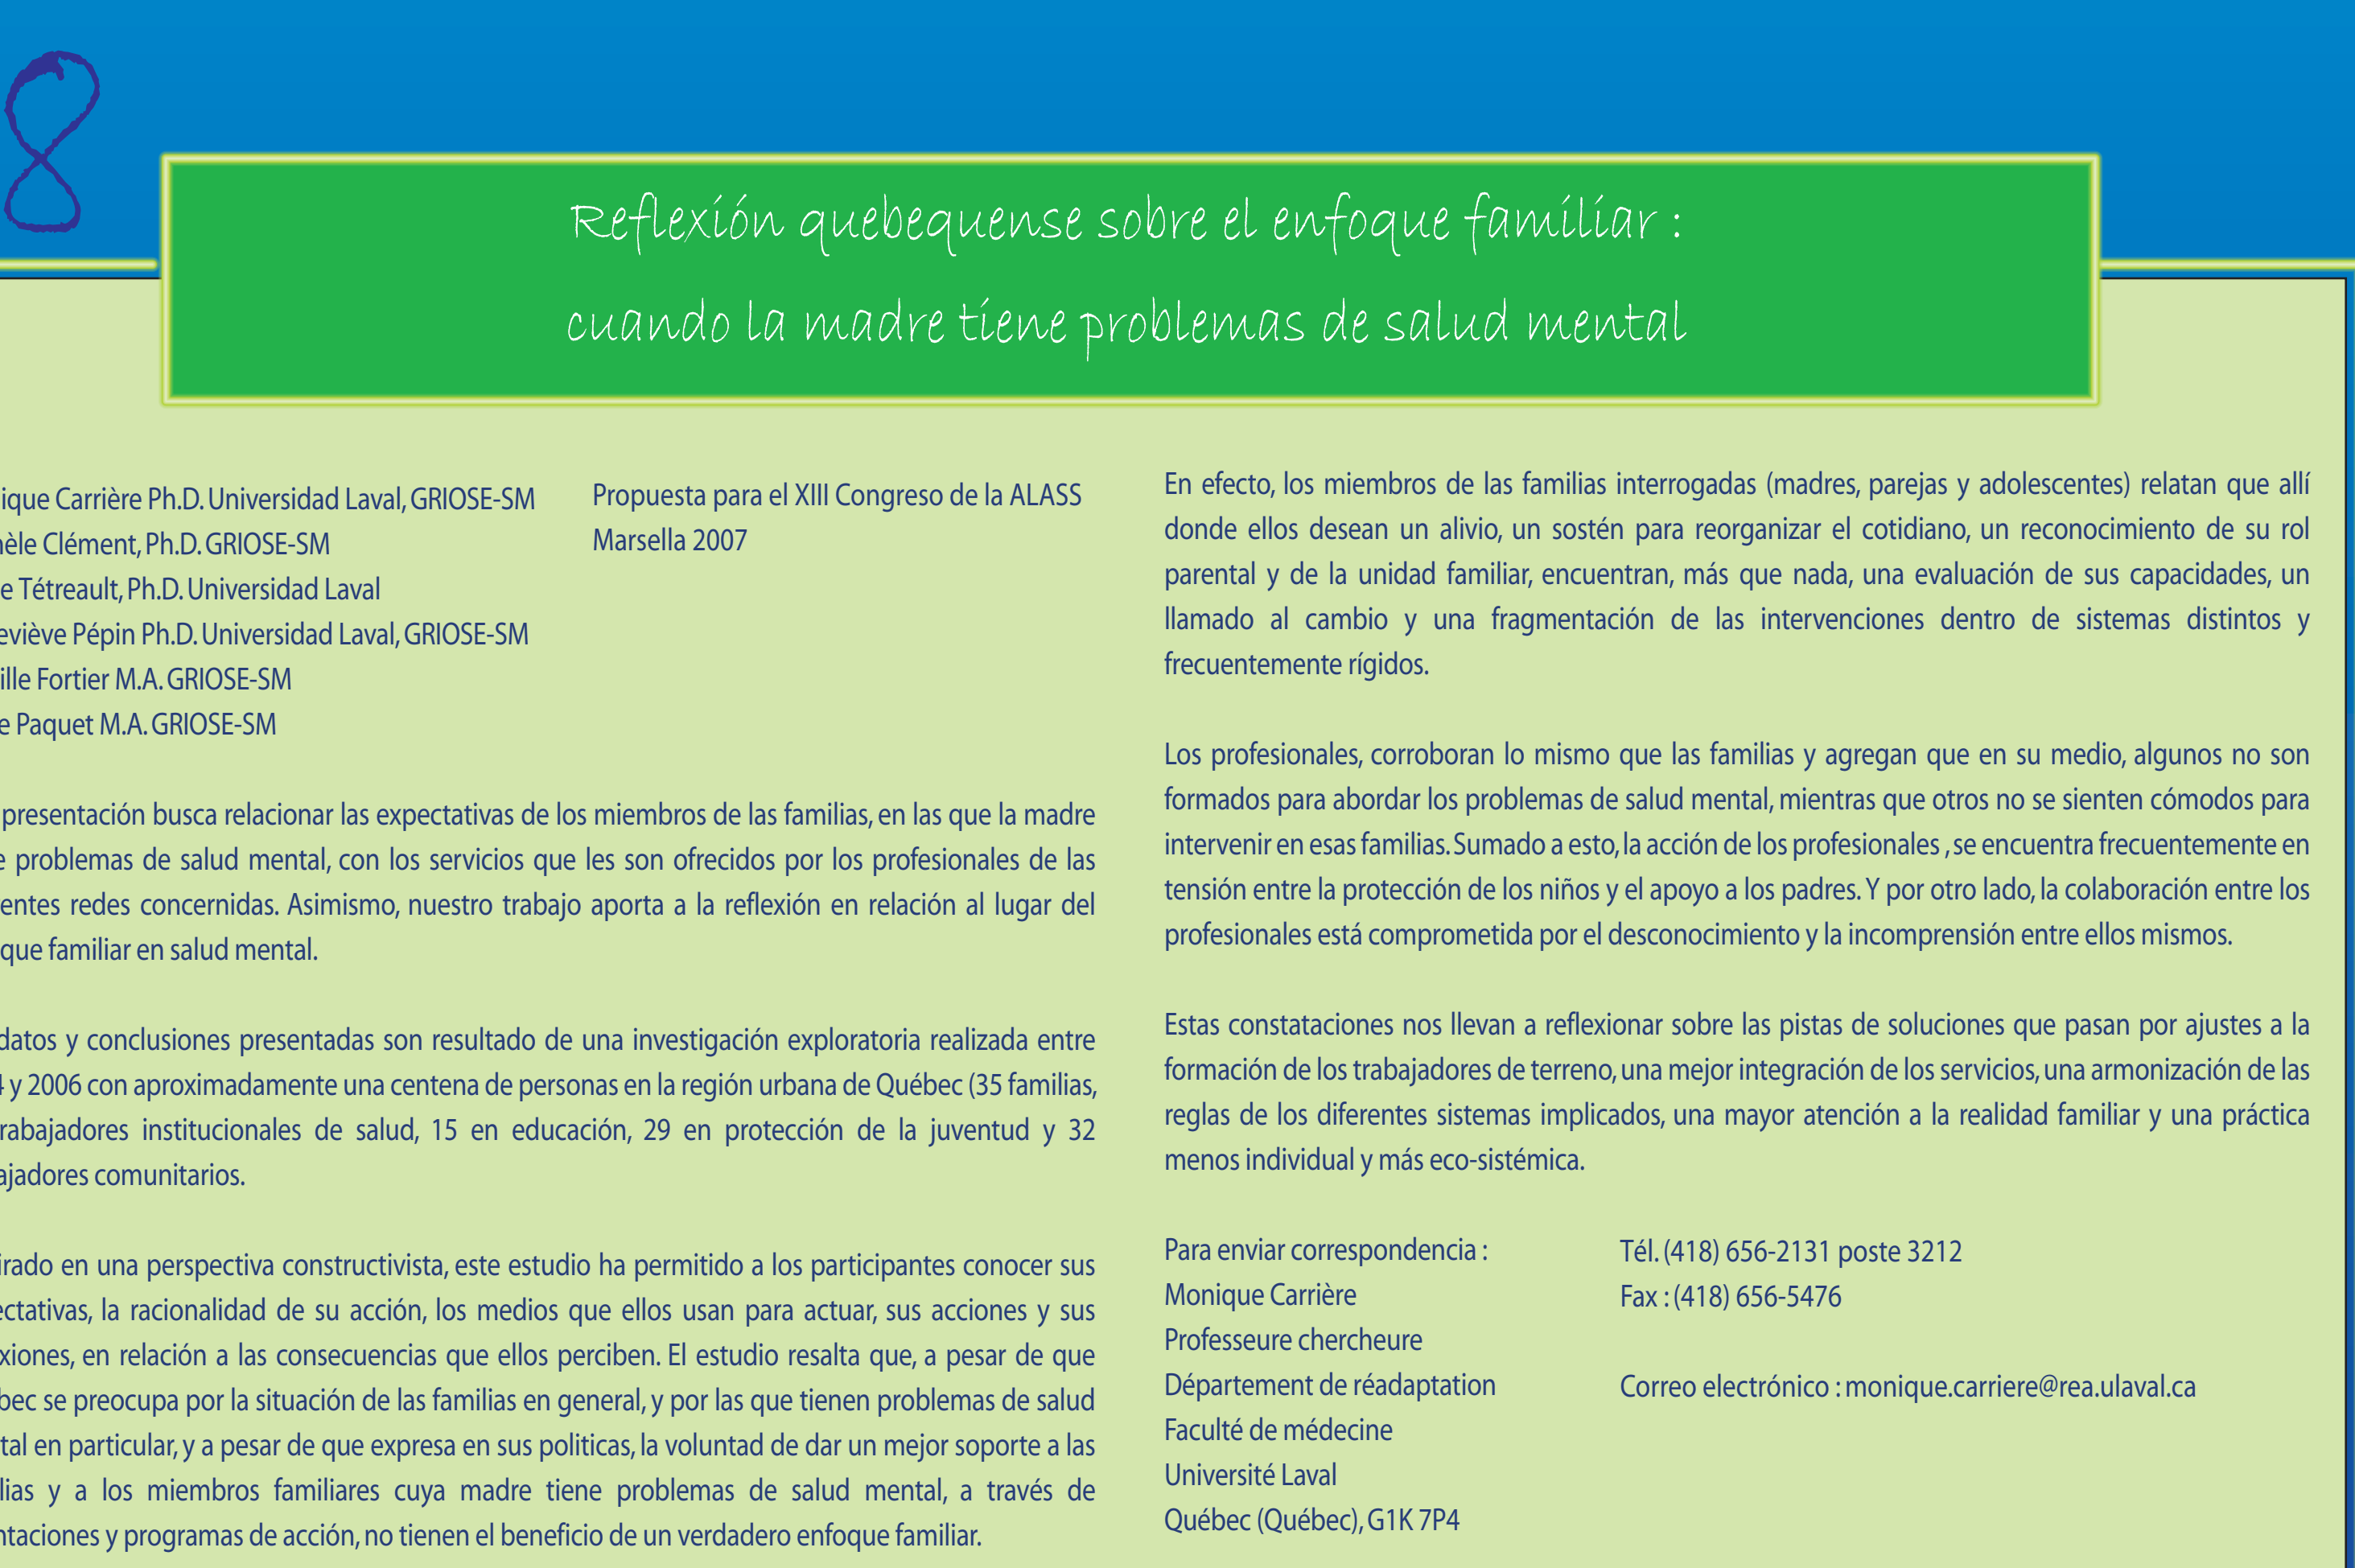 8
Reflexión quebequense sobre el enfoque familiar :
cuando la madre tiene problemas de salud mental
ique Carrière Ph.D. Universidad Laval, GRIOSE-SM
èle Clément, Ph.D. GRIOSE-SM
e Tétreault, Ph.D. Universidad Laval
eviève Pépin Ph.D. Universidad Laval, GRIOSE-SM
ille Fortier M.A. GRIOSE-SM
e Paquet M.A. GRIOSE-SM
Propuesta para el XIII Congreso de la ALASS
Marsella 2007
presentación busca relacionar las expectativas de los miembros de las familias, en las que la madre
e problemas de salud mental, con los servicios que les son ofrecidos por los profesionales de las
rentes redes concernidas. Asimismo, nuestro trabajo aporta a la reflexión en relación al lugar del
que familiar en salud mental.
datos y conclusiones presentadas son resultado de una investigación exploratoria realizada entre
4 y 2006 con aproximadamente una centena de personas en la región urbana de Québec (35 familias,
rabajadores institucionales de salud, 15 en educación, 29 en protección de la juventud y 32
ajadores comunitarios.
irado en una perspectiva constructivista, este estudio ha permitido a los participantes conocer sus
ectativas, la racionalidad de su acción, los medios que ellos usan para actuar, sus acciones y sus
xiones, en relación a las consecuencias que ellos perciben. El estudio resalta que, a pesar de que
bec se preocupa por la situación de las familias en general, y por las que tienen problemas de salud
tal en particular, y a pesar de que expresa en sus politicas, la voluntad de dar un mejor soporte a las
lias y a los miembros familiares cuya madre tiene problemas de salud mental, a través de
ntaciones y programas de acción, no tienen el beneficio de un verdadero enfoque familiar.
En efecto, los miembros de las familias interrogadas (madres, parejas y adolescentes) relatan que allí
donde ellos desean un alivio, un sostén para reorganizar el cotidiano, un reconocimiento de su rol
parental y de la unidad familiar, encuentran, más que nada, una evaluación de sus capacidades, un
llamado al cambio y una fragmentación de las intervenciones dentro de sistemas distintos y
frecuentemente rígidos.
Los profesionales, corroboran lo mismo que las familias y agregan que en su medio, algunos no son
formados para abordar los problemas de salud mental, mientras que otros no se sienten cómodos para
intervenir en esas familias. Sumado a esto, la acción de los profesionales , se encuentra frecuentemente en
tensión entre la protección de los niños y el apoyo a los padres. Y por otro lado, la colaboración entre los
profesionales está comprometida por el desconocimiento y la incomprensión entre ellos mismos.
Estas constataciones nos llevan a reflexionar sobre las pistas de soluciones que pasan por ajustes a la
formación de los trabajadores de terreno, una mejor integración de los servicios, una armonización de las
reglas de los diferentes sistemas implicados, una mayor atención a la realidad familiar y una práctica
menos individual y más eco-sistémica.
Para enviar correspondencia :
Monique Carrière
Professeure chercheure
Département de réadaptation
Faculté de médecine
Université Laval
Québec (Québec), G1K 7P4
Tél. (418) 656-2131 poste 3212
Fax : (418) 656-5476
Correo electrónico : monique.carriere@rea.ulaval.ca